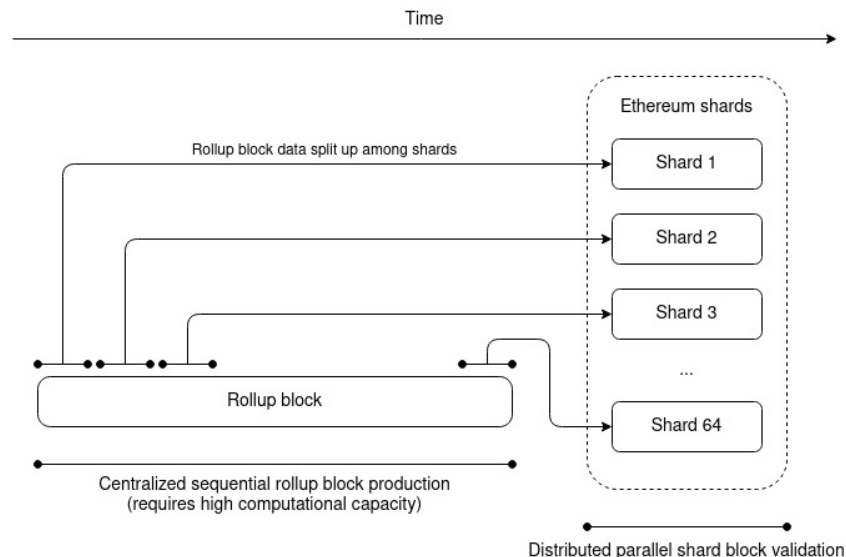 Time
Ethereum shards
Rollup block data split up among shards
Shard 1
Shard 2
Shard 3
...
Shard 64
Rollup block
Centralized sequential rollup block production
(requires high computational capacity)
Distributed parallel shard block validation